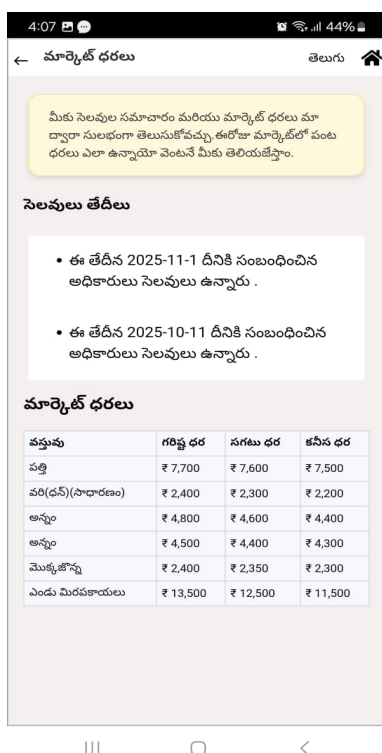 4:07 44%
మార్కెట్ ధరలు తెలుగు
మీకు సెలవుల సమాచారం మరియు మార్కెట్ ధరలు మా
ద్వారా సులభంగా తెలుసుకోవచ్చు.ఈరోజు మార్కెట్‌లో పంట
ధరలు ఎలా ఉన్నాయో వెంటనే మీకు తెలియజేస్తాం.
సెలవులు తేదీలు
• ఈ తేదీన 2025-11-1 దీనికి సంబంధించిన
అధికారులు సెలవులు ఉన్నారు .
• ఈ తేదీన 2025-10-11 దీనికి సంబంధించిన
అధికారులు సెలవులు ఉన్నారు .
మార్కెట్ ధరలు
వస్తువు గరిష్ట ధర సగటు ధర కనీస ధర
పత్తి ₹ 7,700 ₹ 7,600 ₹ 7,500
వరి(ధన్)(సాధారణం) ₹ 2,400 ₹ 2,300 ₹ 2,200
అన్నం ₹ 4,800 ₹ 4,600 ₹ 4,400
అన్నం ₹ 4,500 ₹ 4,400 ₹ 4,300
మొక్కజొన్న ₹ 2,400 ₹ 2,350 ₹ 2,300
ఎండు మిరపకాయలు ₹ 13,500 ₹ 12,500 ₹ 11,500